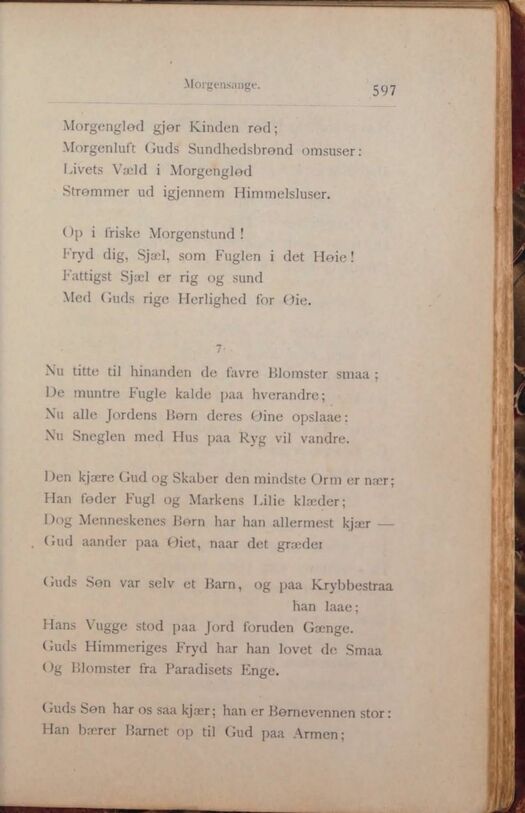 Morgensange.
597
Morgenglød gjør Kinden rød;
Morgenluft Guds Sundhedsbrønd omsuser:
Livets Væld i Morgenglød
Strømmer ud igjennem Himmelsluser.
Op i friske Morgenstund!
Fryd dig, Sjæl, som Fuglen i det Høie!
Fattigst Sjæl er rig og sund
Med Guds rige Herlighed for Øie.
7.
Nu titte til hinanden de favre Blomster smaa;
De muntre Fugle kalde paa hverandre;
Nu alle Jordens Børn deres Øine opslaae:
Nu Sneglen med Hus paa Ryg vil vandre.
Den kjære Gud og Skaber den mindste Orm er nær;
Han føder Fugl og Markens Lilie klæder;
Dog Menneskenes Børn har han allermest kjær —
Gud aander paa Øiet, naar det græder
Guds Søn var selv et Barn, og paa Krybbestraa
han laae;
Hans Vugge stod paa Jord foruden Gænge.
Guds Himmeriges Fryd har han lovet de Smaa
Og Blomster fra Paradisets Enge.
Guds Søn har os saa kjær; han er Børnevennen stor:
Han bærer Barnet op til Gud paa Armen;